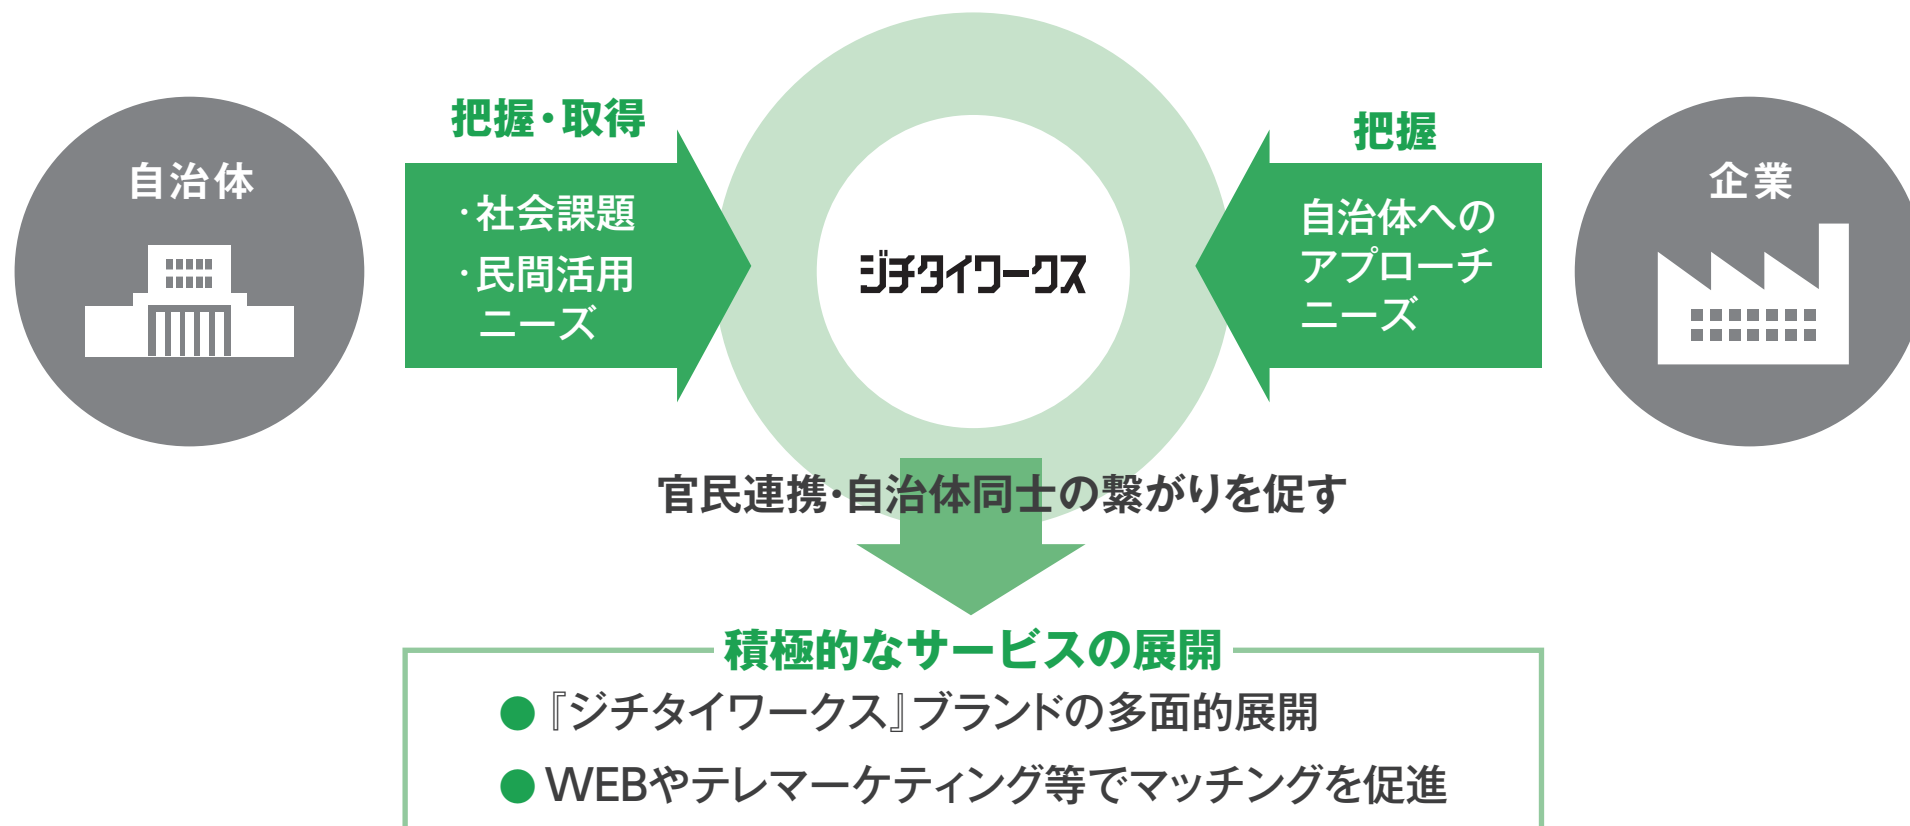 自治体
把握・取得
・社会課題
・民間活用
ニーズ
ジチタイワークス
把握
自治体への
アプローチ
ニーズ
企業
官民連携・自治体同士の繋がりを促す
積極的なサービスの展開
●『ジチタイワークス』ブランドの多面的展開
●WEBやテレマーケティング等でマッチングを促進